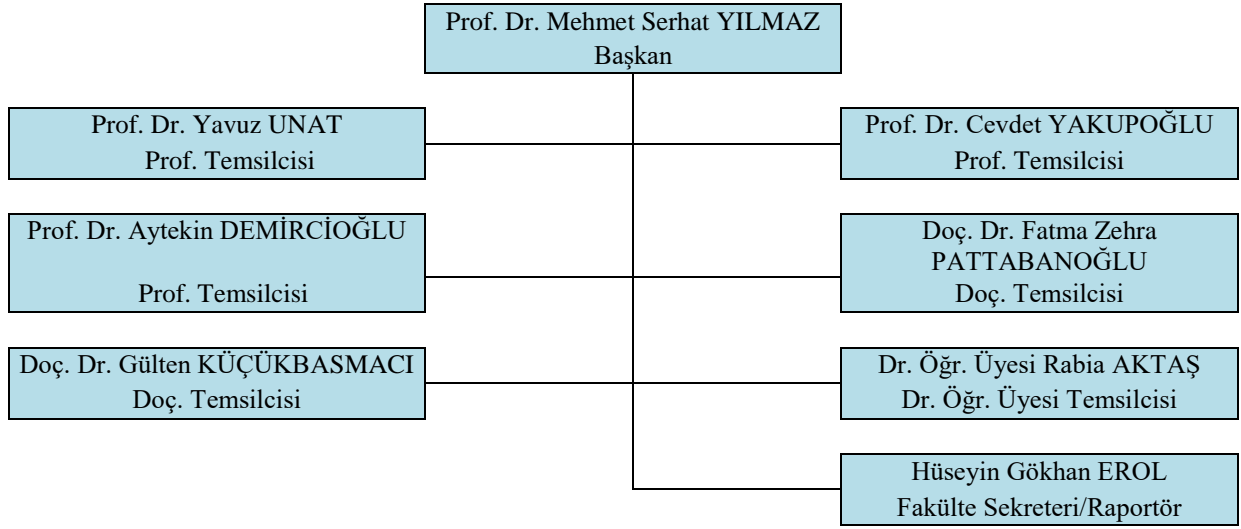 Prof. Dr. Mehmet Serhat YILMAZ
Başkan
Prof. Dr. Yavuz UNAT
Prof. Temsilcisi
Prof. Dr. Cevdet YAKUPOĞLU
Prof. Temsilcisi
Prof. Dr. Aytekin DEMİRCİOĞLU
Prof. Temsilcisi
Doç. Dr. Fatma Zehra
PATTABANOĞLU
Doç. Temsilcisi
Doç. Dr. Gülten KÜÇÜKBASMACI
Doç. Temsilcisi
Dr. Öğr. Üyesi Rabia AKTAŞ
Dr. Öğr. Üyesi Temsilcisi
Hüseyin Gökhan EROL
Fakülte Sekreteri/Raportör